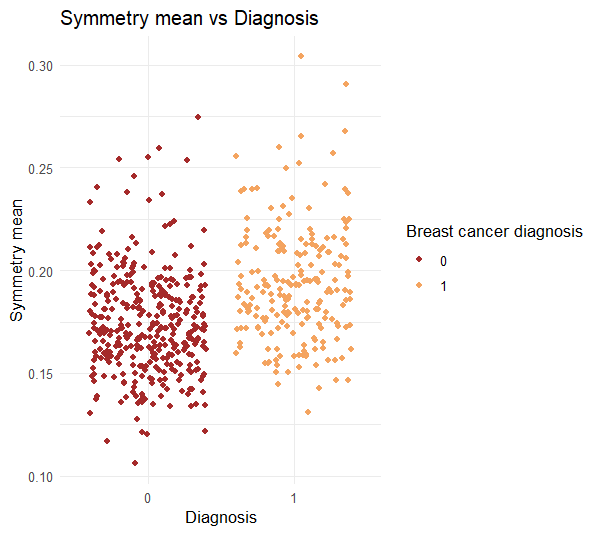 Symmetry mean vs Diagnosis
Symmetry mean
0.30
0.25
0.20
0.15
0.10
0
1
Diagnosis
Breast cancer diagnosis
0
1